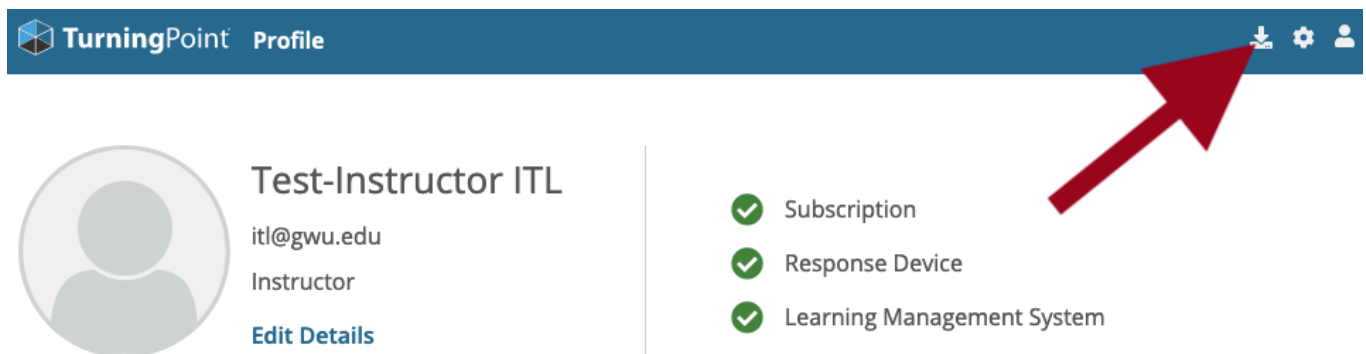 TurningPoint Profile
Test-Instructor ITL
itl@gwu.edu
Instructor
Edit Details
Subscription
Response Device
Learning Management System